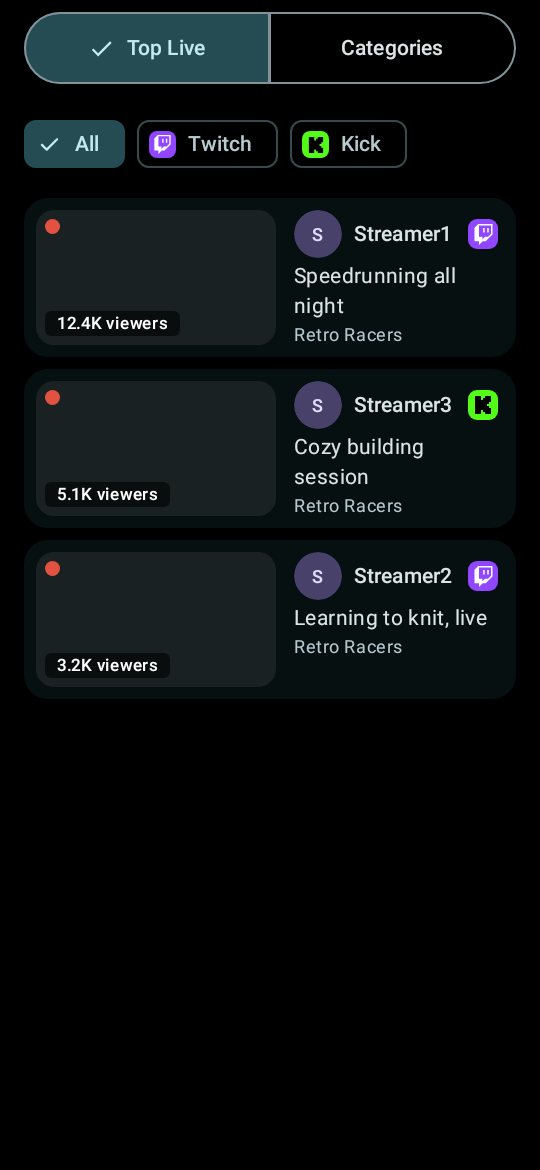 Top Live
Categories
All
Twitch
Kick
S
Streamer1
Speedrunning all
night
Retro Racers
12.4K viewers
S
Streamer3
Cozy building
session
Retro Racers
5.1K viewers
S
Streamer2
Learning to knit, live
Retro Racers
3.2K viewers